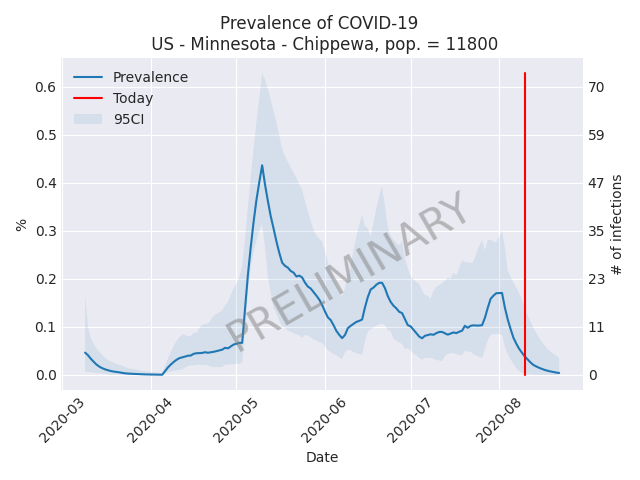 Prevalence of COVID-19
US - Minnesota - Chippewa, pop. = 11800
Prevalence
Today
95CI
0.6
0.5
0.4
0.3
0.2
0.1
0.0
%
70
59
47
35
23
11
0
# of infections
PRELIMINARY
2020-03
2020-04
2020-05
2020-06
2020-07
2020-08
Date